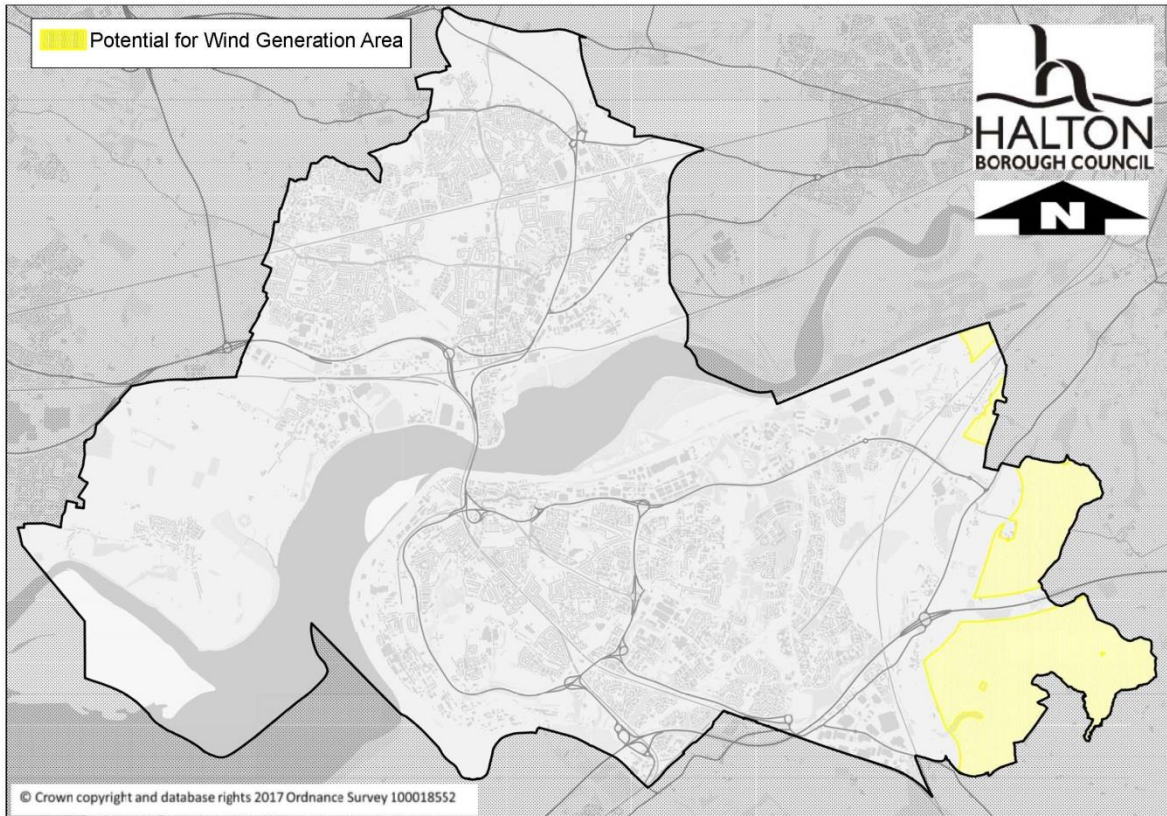 Potential for Wind Generation Area
HALTON
BOROUGH COUNCIL
N
© Crown copyright and database rights 2017 Ordnance Survey 100018552